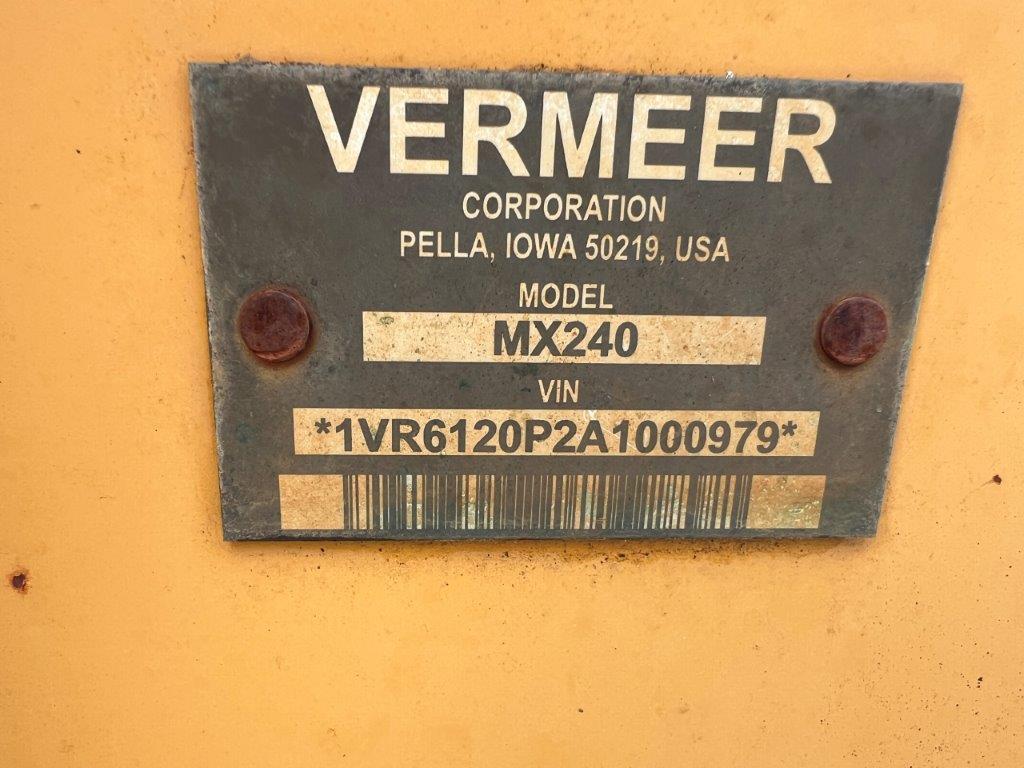 VERMEER
CORPORATION
PELLA, IOWA 50219, USA
MODEL
MX240
VIN
*1VR6120P2A1000979*